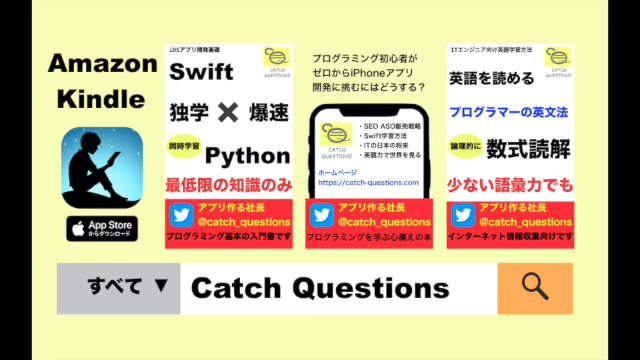 Amazon
Kindle
App Store
からダウンロード
iOSアプリ開発基礎
CATCH
QUESTIONS
Swift
独学 ✖ 爆速
同時学習
Python
最低限の知識のみ
アプリ作る社長
@catch_questions
プログラミング基本の入門書です
プログラミング初心者が
ゼロからiPhoneアプリ
開発に挑むにはどうする？
CATCH
QUESTIONS
・SEO ASO販売戦略
・Swift学習方法
・ITの日本の将来
・英語力で世界を見る
ホームページ
https://catch-questions.com
アプリ作る社長
@catch_questions
プログラミングを学ぶ心構えの本
ITエンジニア向け英語学習方法
CATCH
QUESTIONS
英語を読める
プログラマーの英文法
論理的に
数式読解
少ない語彙力でも
アプリ作る社長
@catch_questions
インターネット情報収集向けです
すべて ▼
Catch Questions